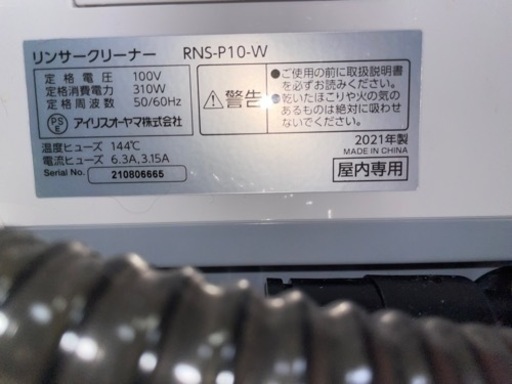 リンサークリーナー RNS-P10-W
定格電圧 100V
定格消費電力 310W
定格周波数 50/60Hz
PSE アイリスオーヤマ株式会社
警告
●ご使用の前に取扱説明書
を必ずお読みください。
●乾いたほこりや火の気の
あるものは絶対に吸わせ
ないでください。
温度ヒューズ 144℃
電流ヒューズ 6.3A,3.15A
Serial No. 210806665
2021年製
MADE IN CHINA
屋内専用